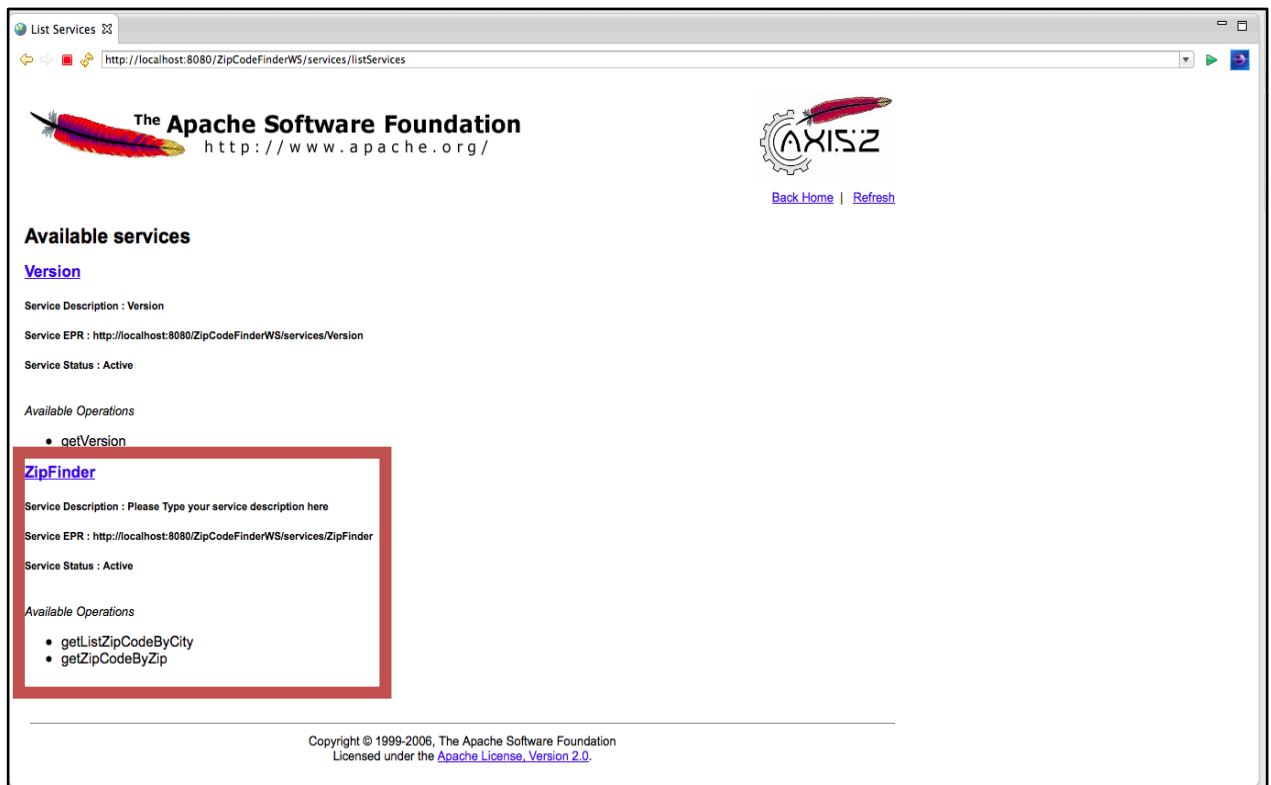 List Services
http://localhost:8080/ZipCodeFinderWS/services/listServices
The Apache Software Foundation
http://www.apache.org/
AXIS2
Back Home | Refresh
Available services
Version
Service Description : Version
Service EPR : http://localhost:8080/ZipCodeFinderWS/services/Version
Service Status : Active
Available Operations
• getVersion
ZipFinder
Service Description : Please Type your service description here
Service EPR : http://localhost:8080/ZipCodeFinderWS/services/ZipFinder
Service Status : Active
Available Operations
• getListZipCodeByCity
• getZipCodeByZip
Copyright © 1999-2006, The Apache Software Foundation
Licensed under the Apache License, Version 2.0.